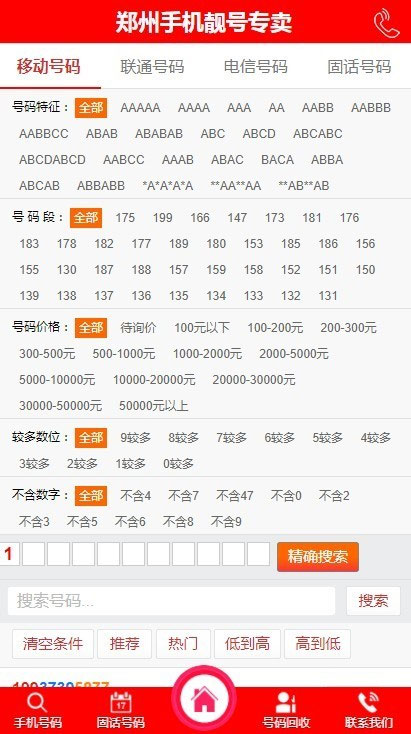 郑州手机靓号专卖
移动号码 联通号码 电信号码 固话号码
号码特征： 全部 AAAAA AAAA AAA AA AABB AABBB
AABBCC ABAB ABABAB ABC ABCD ABCABC
ABCDABCD AABCC AAAB ABAC BACA ABBA
ABCAB ABBABB *A*A*A*A **AA**AA **AB**AB
号 码 段： 全部 175 199 166 147 173 181 176
183 178 182 177 189 180 153 185 186 156
155 130 187 188 157 159 158 152 151 150
139 138 137 136 135 134 133 132 131
号码价格： 全部 待询价 100元以下 100-200元 200-300元
300-500元 500-1000元 1000-2000元 2000-5000元
5000-10000元 10000-20000元 20000-30000元
30000-50000元 50000元以上
较多数位： 全部 9较多 8较多 7较多 6较多 5较多 4较多
3较多 2较多 1较多 0较多
不含数字： 全部 不含4 不含7 不含47 不含0 不含2
不含3 不含5 不含6 不含8 不含9
1 精确搜索
搜索号码... 搜索
清空条件 推荐 热门 低到高 高到低
手机号码 固话号码 号码回收 联系我们